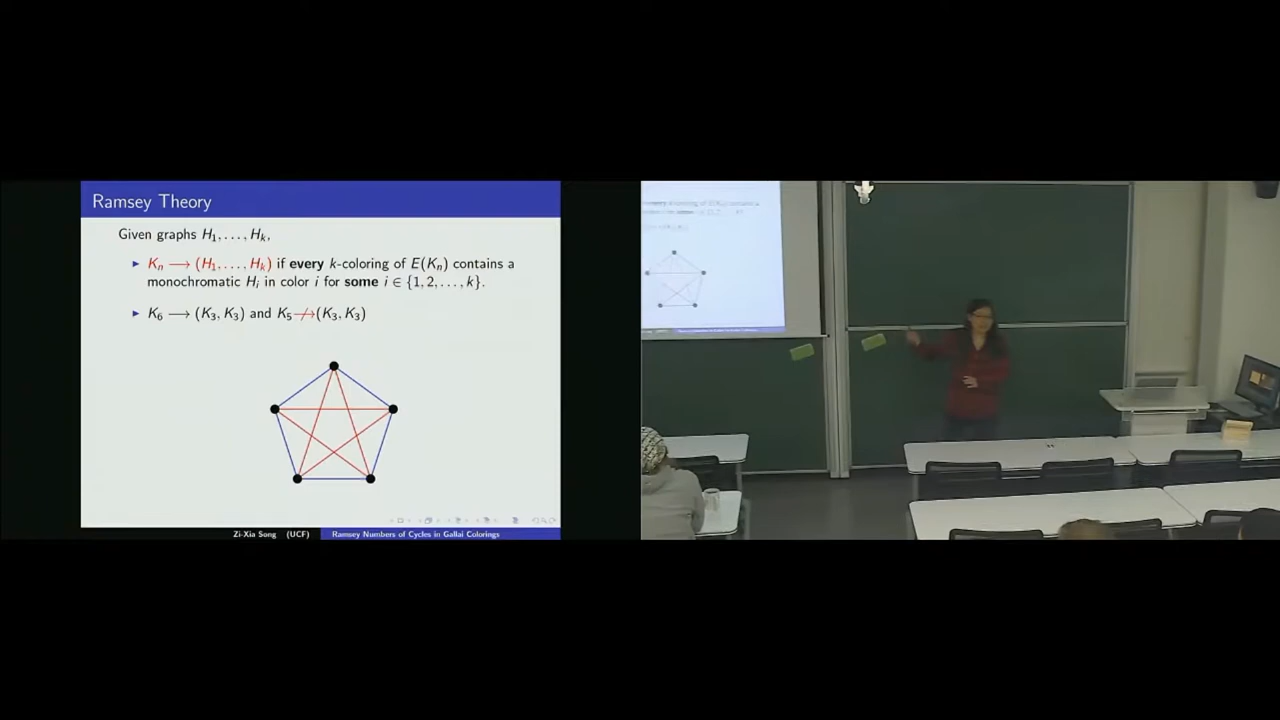 Ramsey Theory
Given graphs H₁, . . . , Hₖ,
▶ Kₙ ⟶ (H₁, . . . , Hₖ) if every k-coloring of E(Kₙ) contains a
monochromatic Hᵢ in color i for some i ∈ {1, 2, . . . , k}.
▶ K₆ ⟶ (K₃, K₃) and K₅ ↛ (K₃, K₃)
Zi-Xia Song (UCF) Ramsey Numbers of Cycles in Gallai Colorings